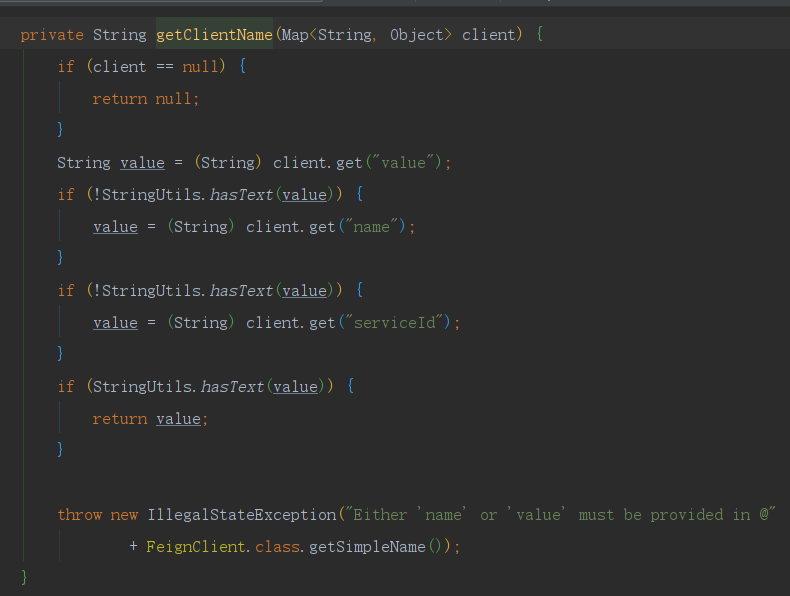 private String getClientName(Map<String, Object> client) {
if (client == null) {
return null;
}
String value = (String) client.get("value");
if (!StringUtils.hasText(value)) {
value = (String) client.get("name");
}
if (!StringUtils.hasText(value)) {
value = (String) client.get("serviceId");
}
if (StringUtils.hasText(value)) {
return value;
}
throw new IllegalStateException("Either 'name' or 'value' must be provided in @"
+ FeignClient.class.getSimpleName());
}